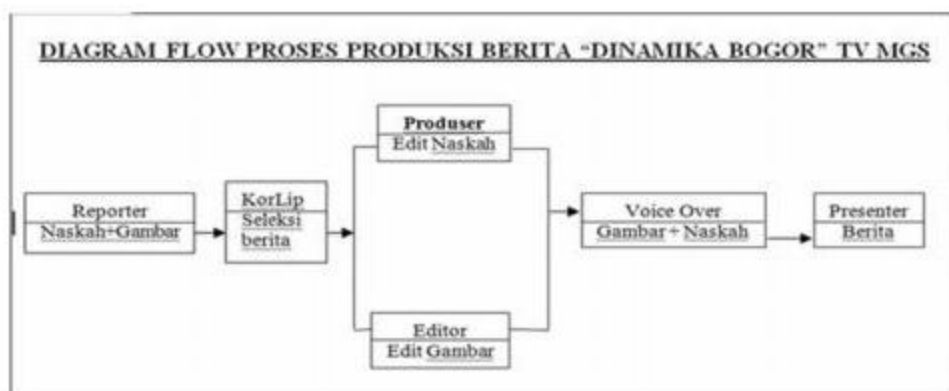 DIAGRAM FLOW PROSES PRODUKSI BERITA “DINAMIKA BOGOR” TV MGS
Produser
Edit Naskah
Reporter
Naskah+Gambar
KorLip
Seleksi
berita
Voice Over
Gambar + Naskah
Presenter
Berita
Editor
Edit Gambar